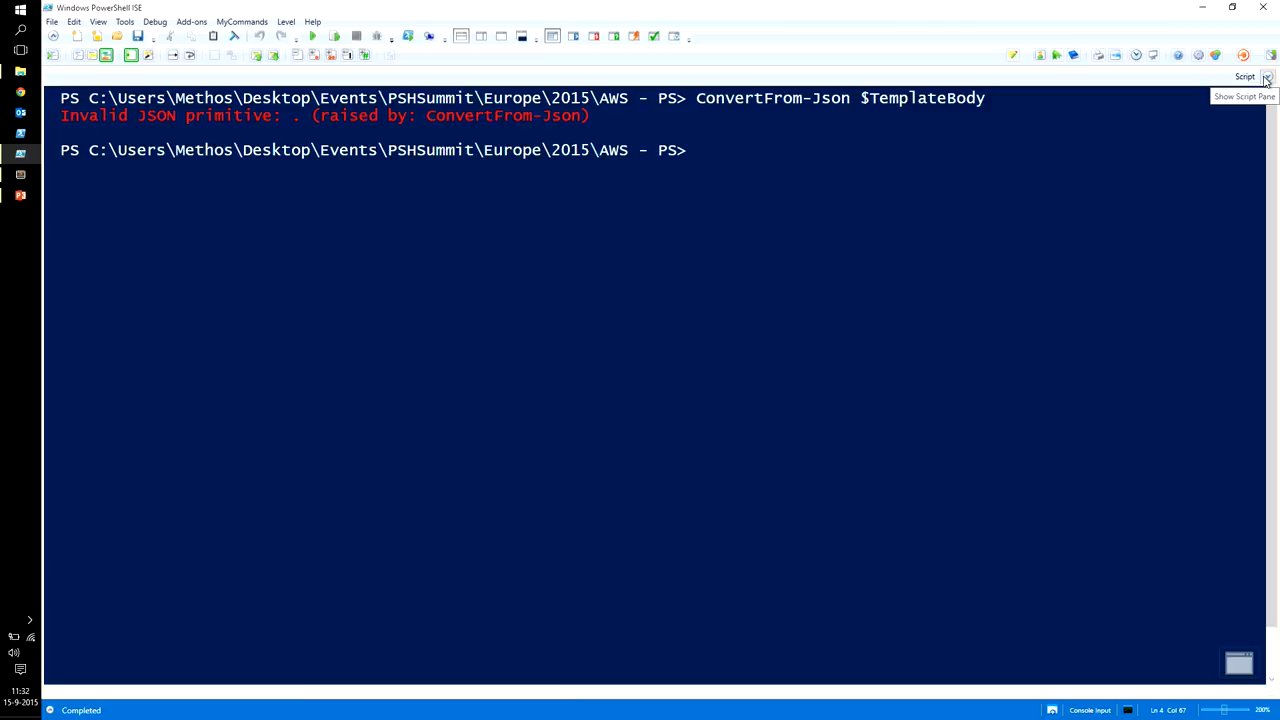 Windows PowerShell ISE
File Edit View Tools Debug Add-ons MyCommands Level Help
Script
Show Script Pane
PS C:\Users\Methos\Desktop\Events\PSHSummit\Europe\2015\AWS - PS> ConvertFrom-Json $TemplateBody
Invalid JSON primitive: . (raised by: ConvertFrom-Json)
PS C:\Users\Methos\Desktop\Events\PSHSummit\Europe\2015\AWS - PS>
11:32
15-9-2015
Completed
Console Input
Ln 4 Col 67
200%